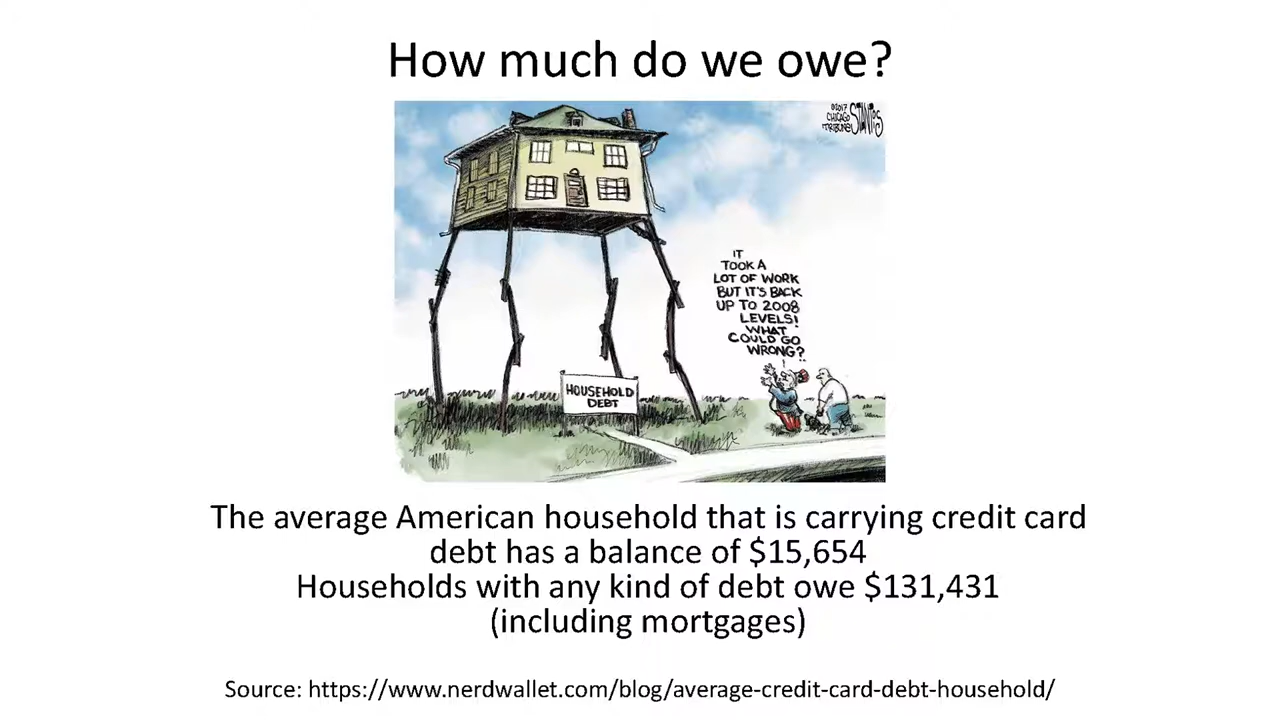 How much do we owe?
©2017
CHICAGO
TRIBUNE
STANTIS
IT
TOOK A
LOT OF WORK
BUT IT'S BACK
UP TO 2008
LEVELS!
WHAT
COULD GO
WRONG?
HOUSEHOLD
DEBT
The average American household that is carrying credit card
debt has a balance of $15,654
Households with any kind of debt owe $131,431
(including mortgages)
Source: https://www.nerdwallet.com/blog/average-credit-card-debt-household/